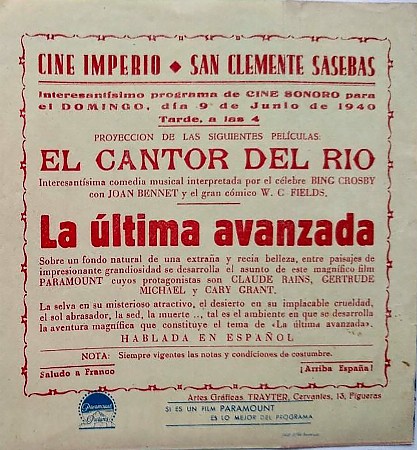 CINE IMPERIO ◆ SAN CLEMENTE SASEBAS
Interesantísimo programa de CINE SONORO para
el DOMINGO, día 9 de Junio de 1940
Tarde, a las 4
PROYECCION DE LAS SIGUIENTES PELÍCULAS:
EL CANTOR DEL RIO
Interesantísima comedia musical interpretada por el célebre BING CROSBY
con JOAN BENNET y el gran cómico W. C. FIELDS.
La última avanzada
Sobre un fondo natural de una extraña y recia belleza, entre paisajes de
impresionante grandiosidad se desarrolla el asunto de este magnífico film
PARAMOUNT cuyos protagonistas son CLAUDE RAINS, GERTRUDE
MICHAEL y CARY GRANT.
La selva en su misterioso atractivo, el desierto en su implacable crueldad,
el sol abrasador, la sed, la muerte ..., tal es el ambiente en que se desarrolla
la aventura magnífica que constituye el tema de «La última avanzada».
HABLADA EN ESPAÑOL
NOTA: Siempre vigentes las notas y condiciones de costumbre.
Saludo a Franco ¡Arriba España!
Artes Gráficas TRAYTER, Cervantes, 13, Figueras
Paramount
SI ES UN FILM PARAMOUNT
ES LO MEJOR DEL PROGRAMA